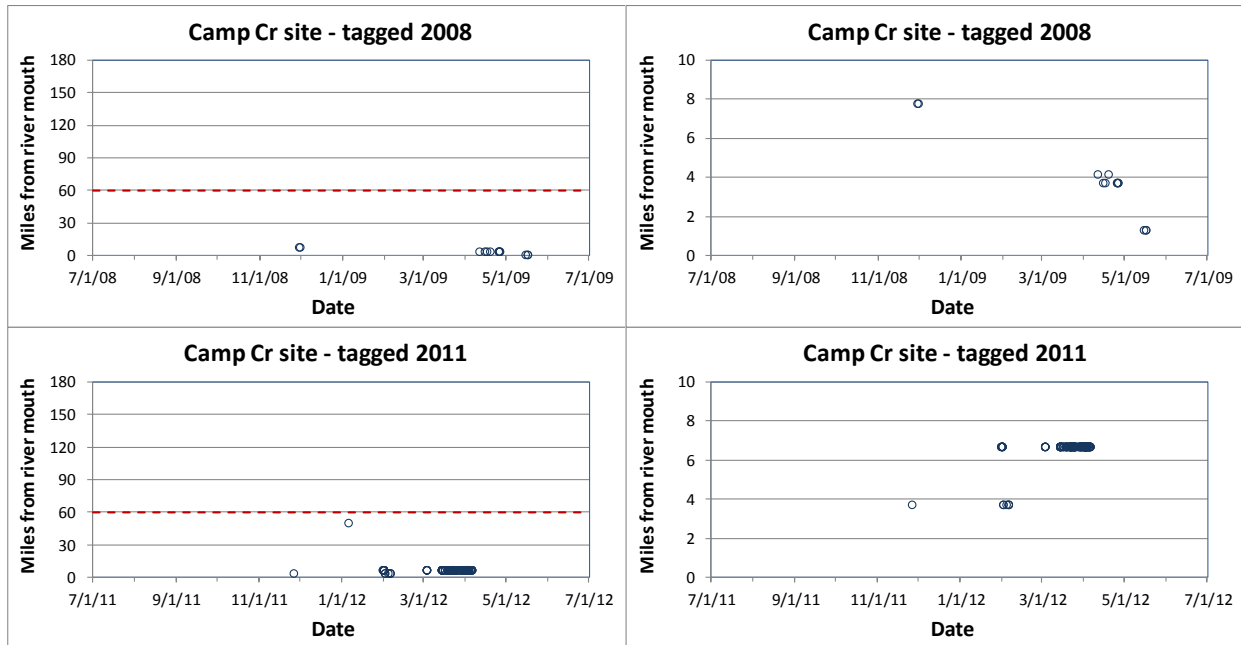 Camp Cr site - tagged 2008
Miles from river mouth
180
150
120
90
60
30
0
7/1/08 9/1/08 11/1/08 1/1/09 3/1/09 5/1/09 7/1/09
Date
Camp Cr site - tagged 2008
Miles from river mouth
10
8
6
4
2
0
7/1/08 9/1/08 11/1/08 1/1/09 3/1/09 5/1/09 7/1/09
Date
Camp Cr site - tagged 2011
Miles from river mouth
180
150
120
90
60
30
0
7/1/11 9/1/11 11/1/11 1/1/12 3/1/12 5/1/12 7/1/12
Date
Camp Cr site - tagged 2011
Miles from river mouth
10
8
6
4
2
0
7/1/11 9/1/11 11/1/11 1/1/12 3/1/12 5/1/12 7/1/12
Date